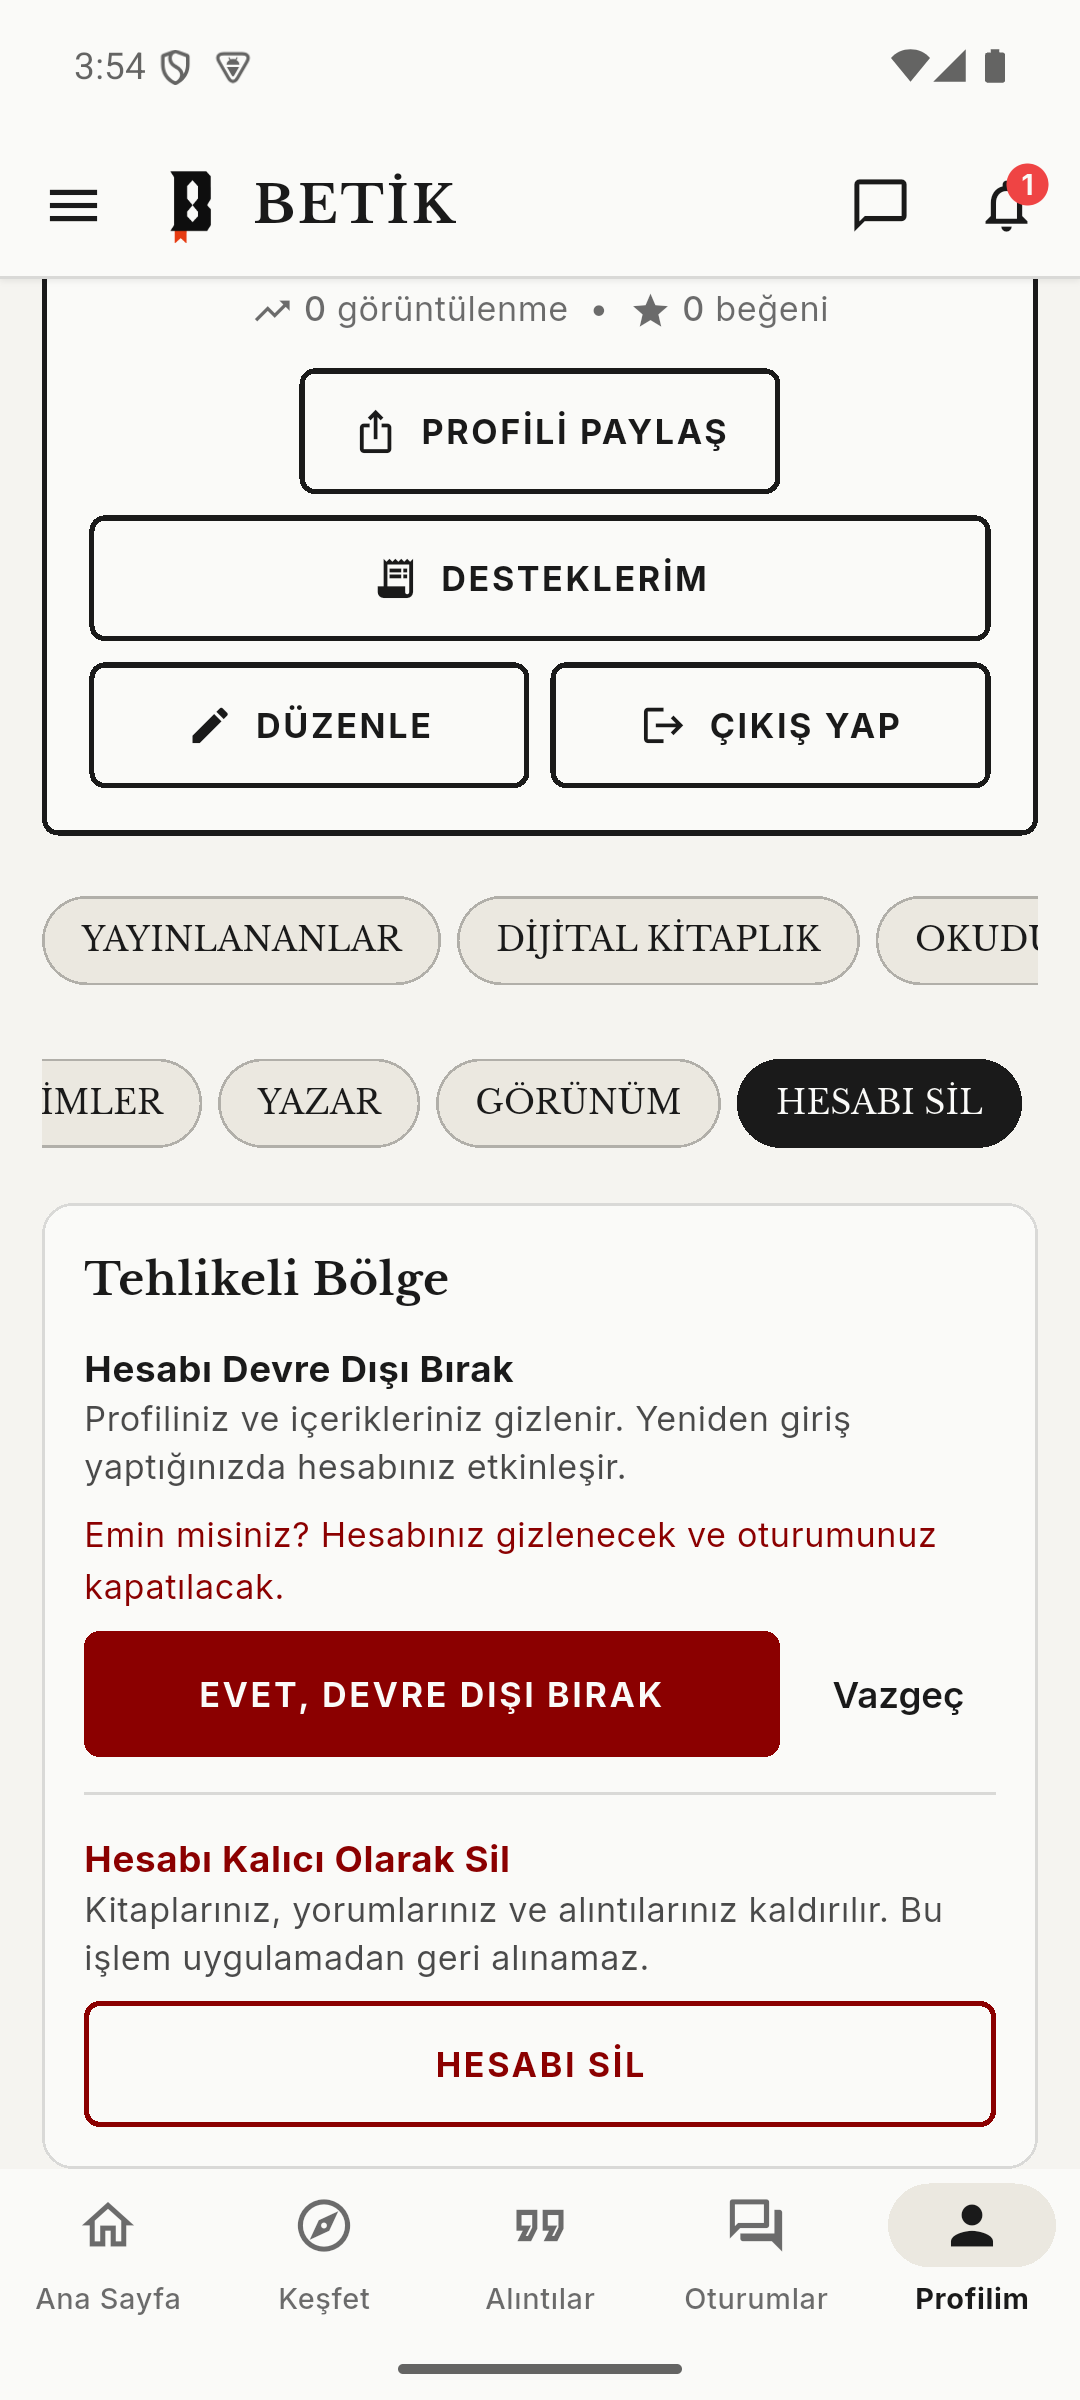 3:54
BETİK
1
0 görüntülenme • 0 beğeni
PROFİLİ PAYLAŞ
DESTEKLERİM
DÜZENLE
ÇIKIŞ YAP
YAYINLANANLAR
DİJİTAL KİTAPLIK
OKUDU
İMLER
YAZAR
GÖRÜNÜM
HESABI SİL
Tehlikeli Bölge
Hesabı Devre Dışı Bırak
Profiliniz ve içerikleriniz gizlenir. Yeniden giriş
yaptığınızda hesabınız etkinleşir.
Emin misiniz? Hesabınız gizlenecek ve oturumunuz
kapatılacak.
EVET, DEVRE DIŞI BIRAK
Vazgeç
Hesabı Kalıcı Olarak Sil
Kitaplarınız, yorumlarınız ve alıntılarınız kaldırılır. Bu
işlem uygulamadan geri alınamaz.
HESABI SİL
Ana Sayfa
Keşfet
Alıntılar
Oturumlar
Profilim